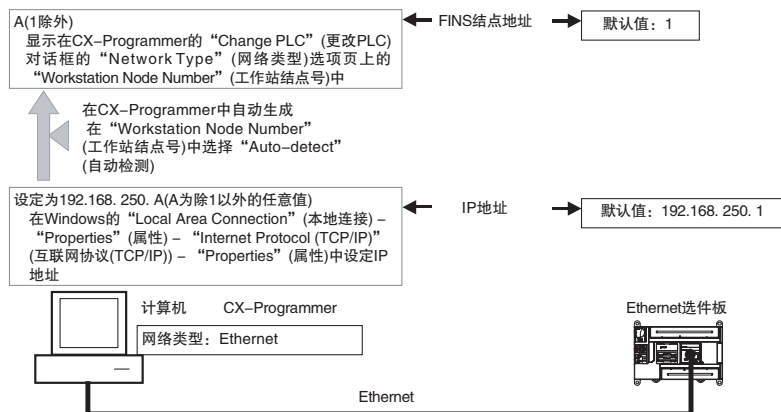 A(1除外)
显示在CX–Programmer的“Change PLC”(更改PLC)
对话框的“Network Type”(网络类型)选项页上的
“Workstation Node Number”(工作站结点号)中
FINS结点地址
默认值：1
在CX–Programmer中自动生成
在“Workstation Node Number”
(工作站结点号)中选择“Auto–detect”
(自动检测)
设定为192.168. 250. A(A为除1以外的任意值)
在Windows的“Local Area Connection”(本地连接) –
“Properties”(属性) – “Internet Protocol (TCP/IP)”
(互联网协议(TCP/IP)) – “Properties”(属性)中设定IP
地址
IP地址
默认值：192.168. 250. 1
计算机 CX–Programmer
网络类型：Ethernet
Ethernet选件板
Ethernet